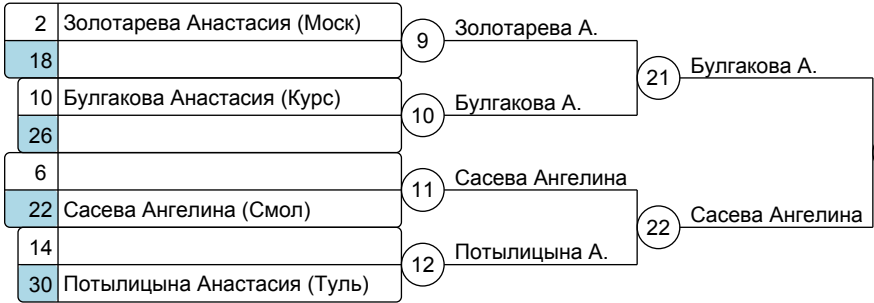 2 Золотарева Анастасия (Моск)
18
9 Золотарева А.
10 Булгакова Анастасия (Курс)
26
10 Булгакова А.
21 Булгакова А.
6
22 Сасева Ангелина (Смол)
11 Сасева Ангелина
14
30 Потылицына Анастасия (Туль)
12 Потылицына А.
22 Сасева Ангелина